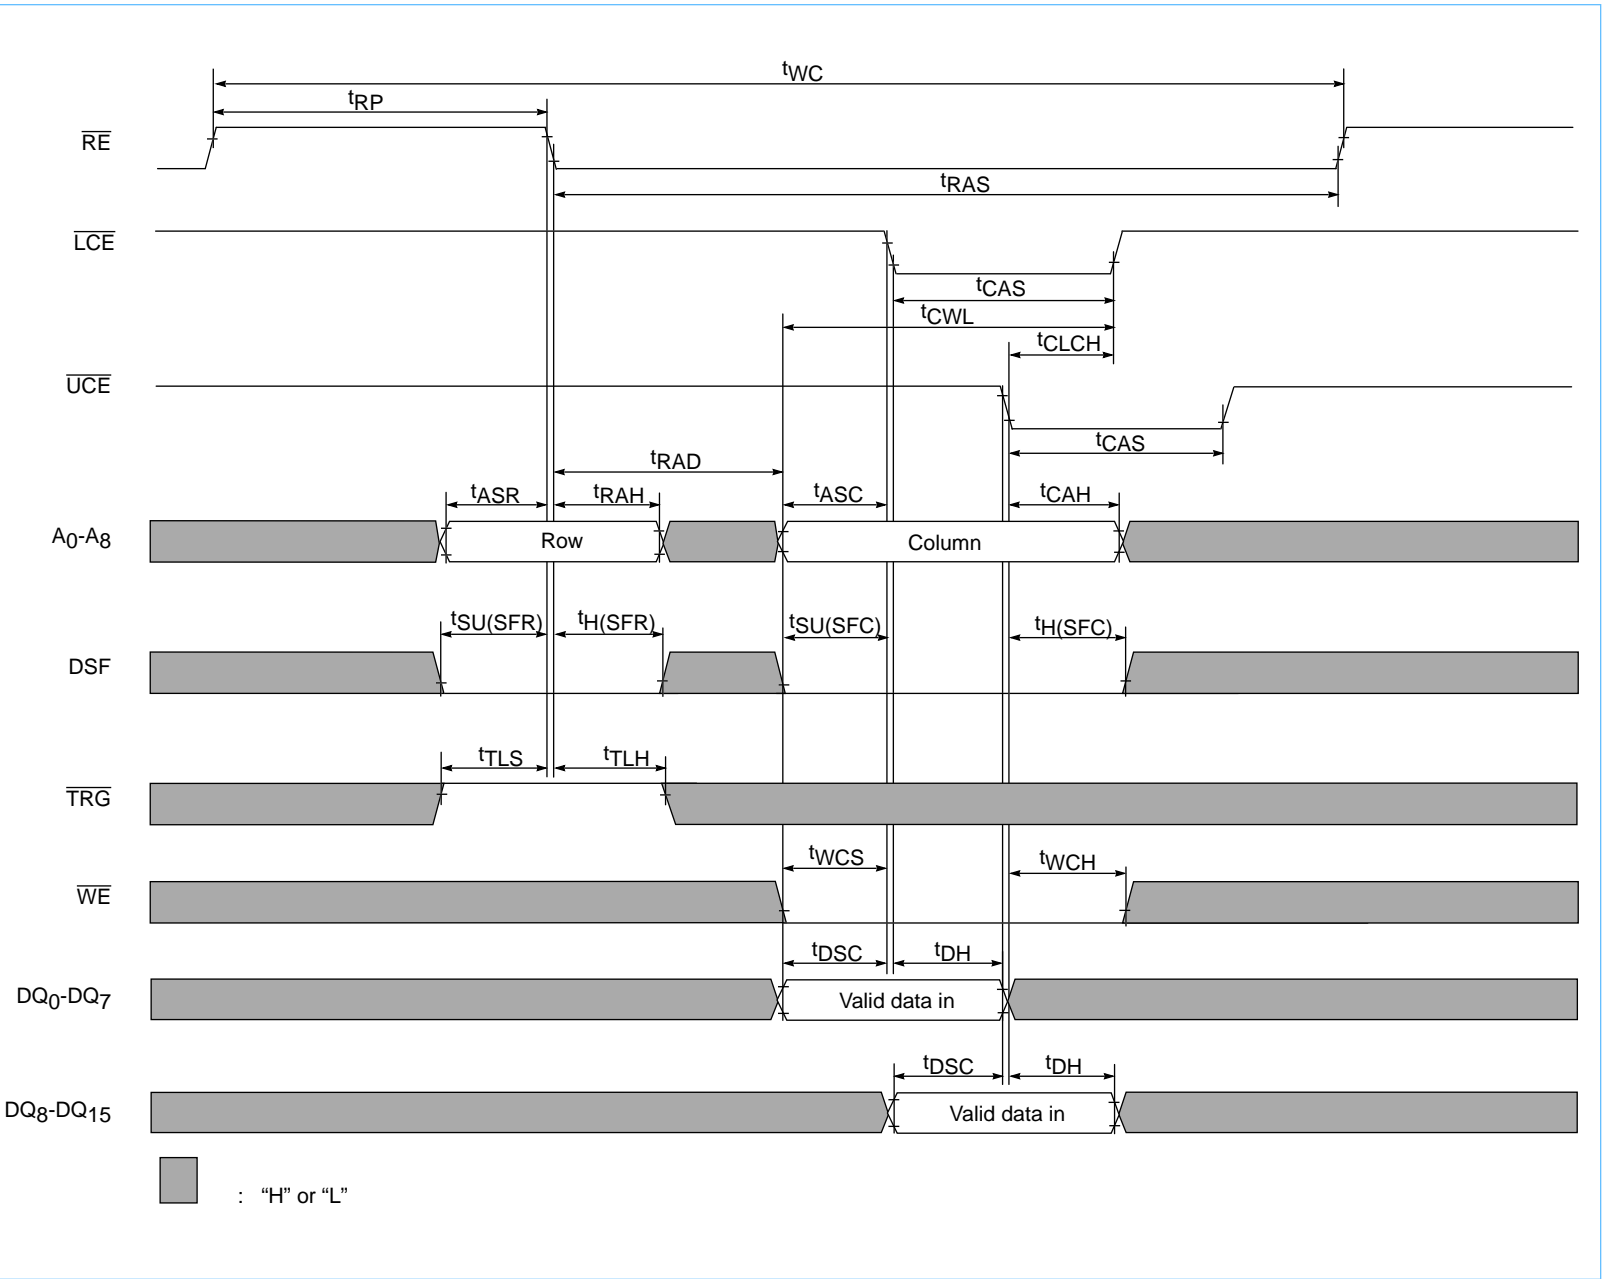 tWC
tRP
RE
tRAS
LCE
tCAS
tCWL
tCLCH
UCE
tCAS
tRAD
tASR tRAH tASC tCAH
A0-A8 Row Column
tSU(SFR) tH(SFR) tSU(SFC) tH(SFC)
DSF
tTLS tTLH
TRG
tWCS tWCH
WE
tDSC tDH
DQ0-DQ7 Valid data in
tDSC tDH
DQ8-DQ15 Valid data in
: “H” or “L”